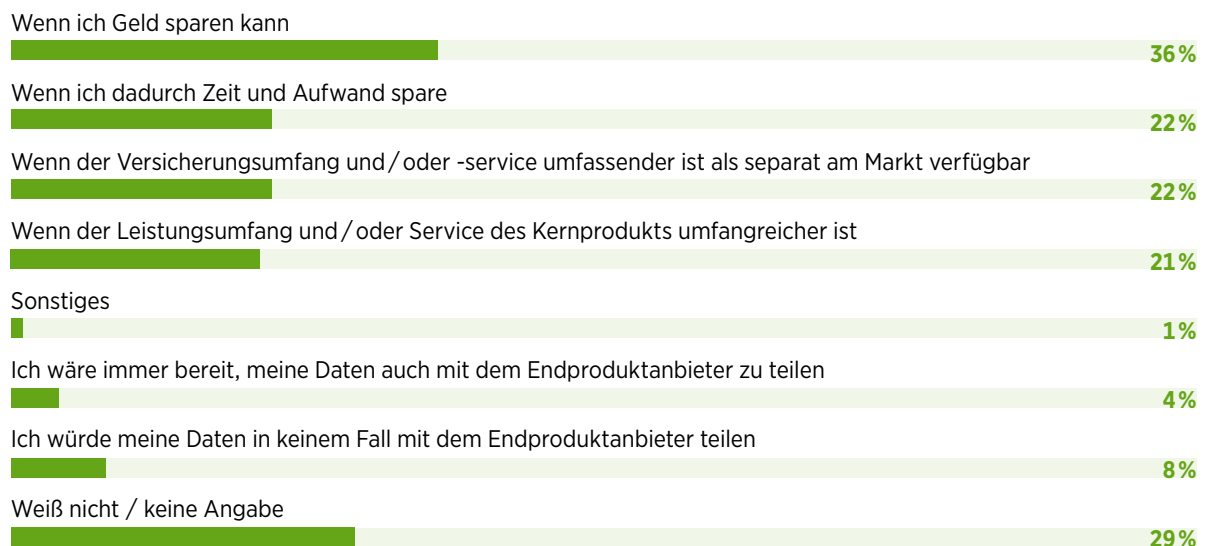 Wenn ich Geld sparen kann
36 %
Wenn ich dadurch Zeit und Aufwand spare
22 %
Wenn der Versicherungsumfang und / oder -service umfassender ist als separat am Markt verfügbar
22 %
Wenn der Leistungsumfang und / oder Service des Kernprodukts umfangreicher ist
21 %
Sonstiges
1 %
Ich wäre immer bereit, meine Daten auch mit dem Endproduktanbieter zu teilen
4 %
Ich würde meine Daten in keinem Fall mit dem Endproduktanbieter teilen
8 %
Weiß nicht / keine Angabe
29 %